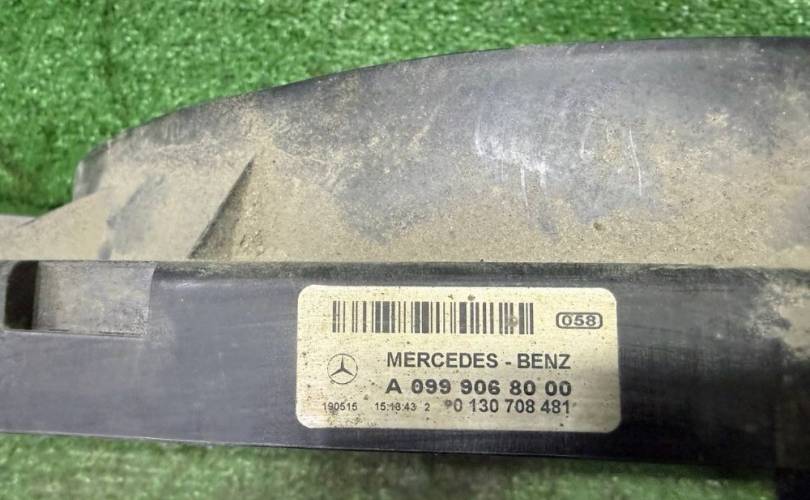 058
MERCEDES - BENZ
A 099 906 80 00
190515 15:18:43 2 0 130 708 481